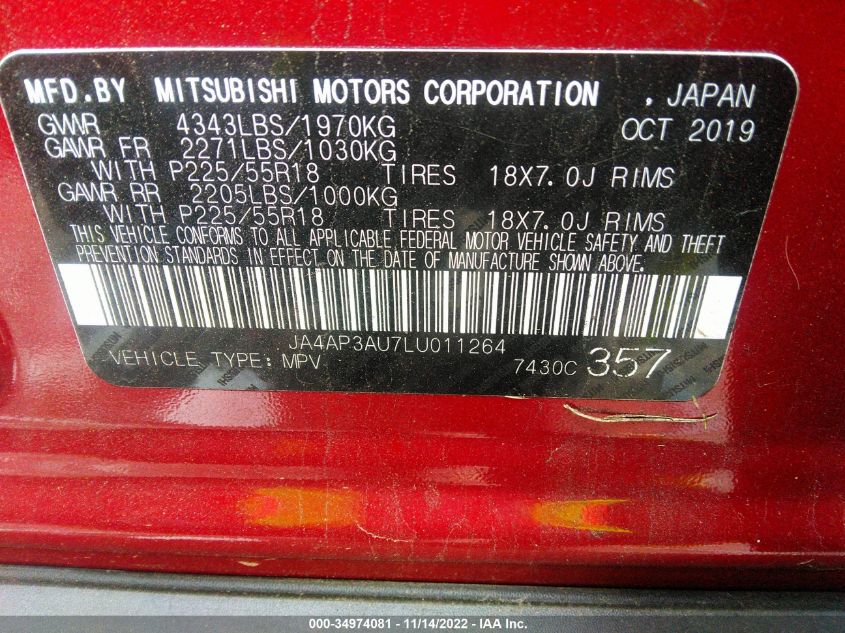 MFD.BY MITSUBISHI MOTORS CORPORATION , JAPAN
GVWR 4343LBS/1970KG OCT 2019
GAWR FR 2271LBS/1030KG
WITH P225/55R18 TIRES 18X7.0J RIMS
GAWR RR 2205LBS/1000KG
WITH P225/55R18 TIRES 18X7.0J RIMS
THIS VEHICLE CONFORMS TO ALL APPLICABLE FEDERAL MOTOR VEHICLE SAFETY AND THEFT
PREVENTION STANDARDS IN EFFECT ON THE DATE OF MANUFACTURE SHOWN ABOVE.
JA4AP3AU7LU011264
VEHICLE TYPE: MPV 7430C 357
000-34974081 - 11/14/2022 - IAA Inc.